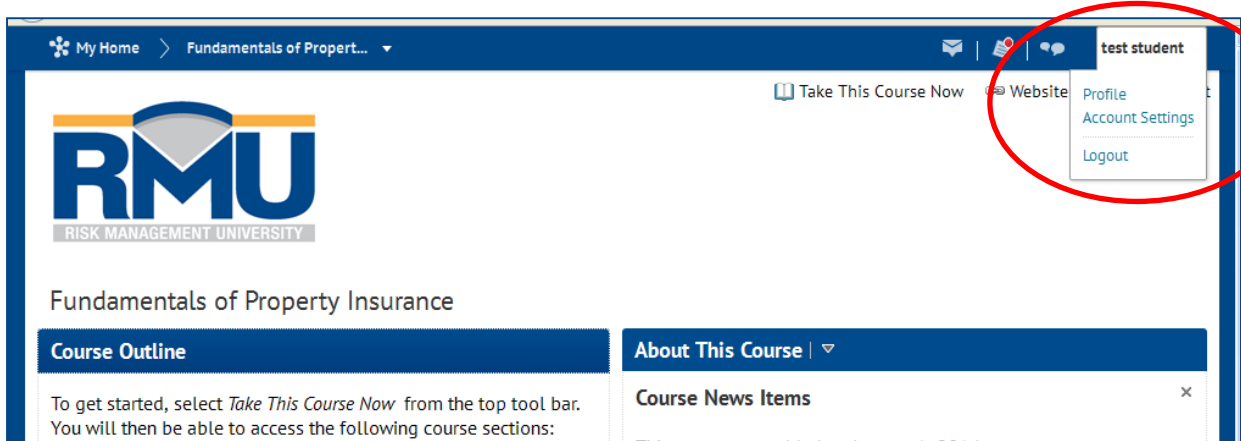 My Home > Fundamentals of Propert... test student
Take This Course Now Website
Profile
Account Settings
Logout
RMU
RISK MANAGEMENT UNIVERSITY
Fundamentals of Property Insurance
Course Outline
About This Course |
To get started, select Take This Course Now from the top tool bar.
You will then be able to access the following course sections:
Course News Items